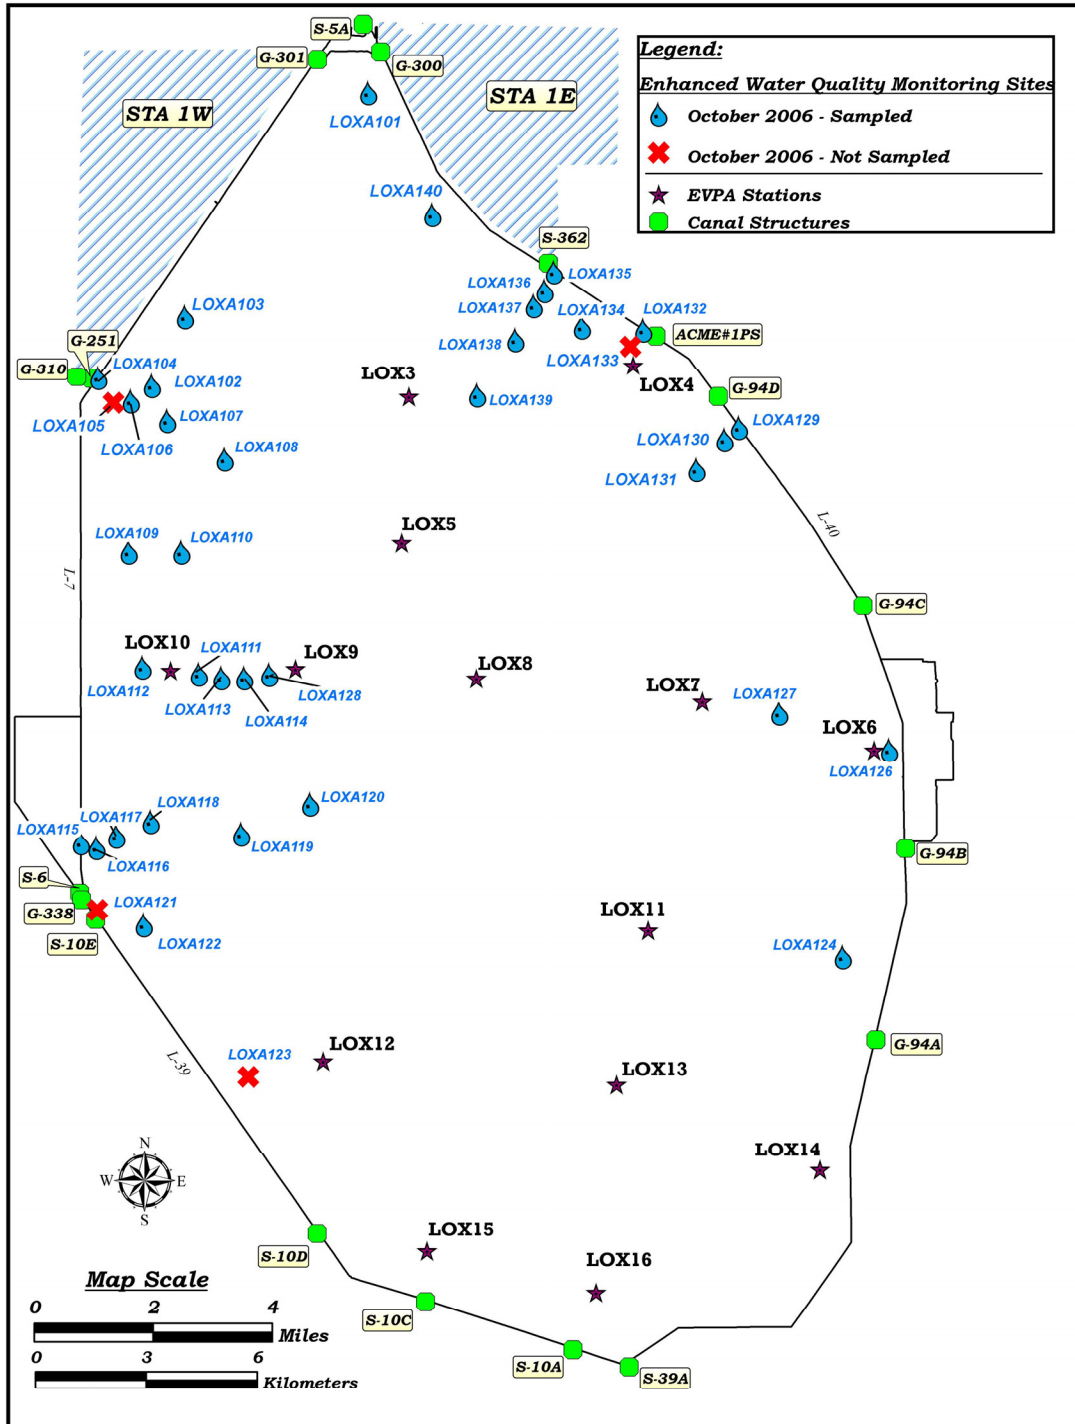 S-5A
G-301
G-300
Legend:
Enhanced Water Quality Monitoring Sites
October 2006 - Sampled
October 2006 - Not Sampled
EVPA Stations
Canal Structures
STA 1W
STA 1E
LOXA101
LOXA140
S-362
LOXA135
LOXA136
LOXA137
LOXA134
LOXA132
LOXA138
LOXA133
ACME#1PS
LOXA103
G-251
G-310
LOXA104
LOXA102
LOX3
LOX4
G-94D
LOXA139
LOXA105
LOXA107
LOXA106
LOXA129
LOXA130
LOXA108
LOXA131
LOX5
L-40
LOXA109
LOXA110
L-7
G-94C
LOX10
LOXA111
LOX9
LOX8
LOX7
LOXA112
LOXA113
LOXA114
LOXA128
LOXA127
LOX6
LOXA126
LOXA118
LOXA120
LOXA117
LOXA115
LOXA119
LOXA116
G-94B
S-6
G-338
LOXA121
S-10E
LOXA122
LOX11
LOXA124
LOX12
LOXA123
L-39
G-94A
LOX13
N
W
E
S
LOX14
LOX15
S-10D
LOX16
Map Scale
0 2 4
Miles
0 3 6
Kilometers
S-10C
S-10A
S-39A